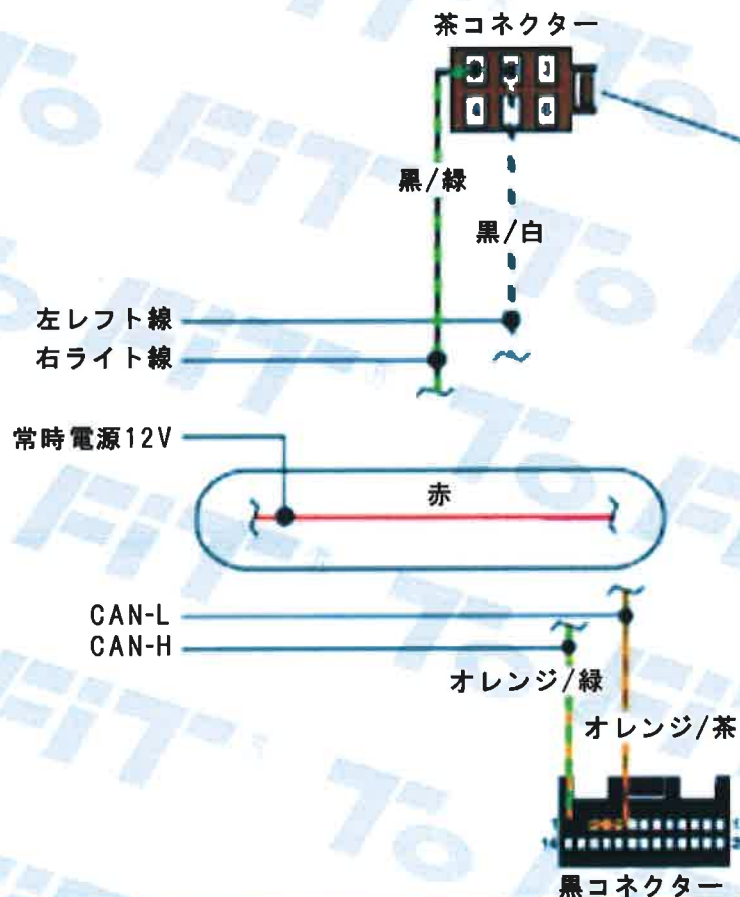 茶コネクター
黒/緑
黒/白
左レフト線
右ライト線
常時電源12V
赤
CAN-L
CAN-H
オレンジ/緑
オレンジ/茶
黒コネクター
TO FIT